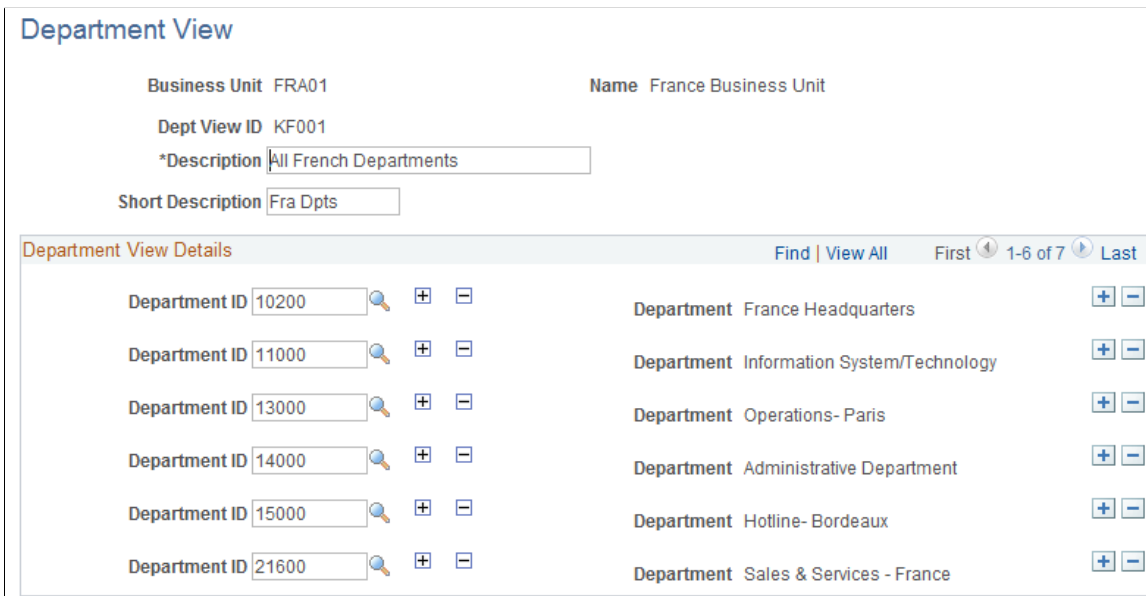 Department View
Business Unit FRA01 Name France Business Unit
Dept View ID KF001
*Description All French Departments
Short Description Fra Dpts
Department View Details Find | View All First 1-6 of 7 Last
Department ID 10200 Department France Headquarters
Department ID 11000 Department Information System/Technology
Department ID 13000 Department Operations- Paris
Department ID 14000 Department Administrative Department
Department ID 15000 Department Hotline- Bordeaux
Department ID 21600 Department Sales & Services - France